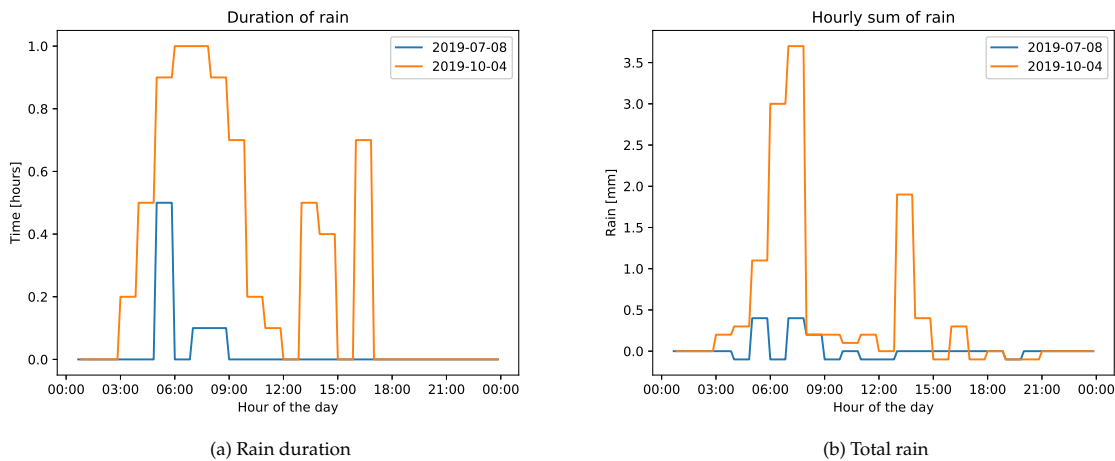 Duration of rain
2019-07-08
2019-10-04
1.0
0.8
0.6
0.4
0.2
0.0
Time [hours]
00:00 03:00 06:00 09:00 12:00 15:00 18:00 21:00 00:00
Hour of the day
(a) Rain duration
Hourly sum of rain
2019-07-08
2019-10-04
3.5
3.0
2.5
2.0
1.5
1.0
0.5
0.0
Rain [mm]
00:00 03:00 06:00 09:00 12:00 15:00 18:00 21:00 00:00
Hour of the day
(b) Total rain